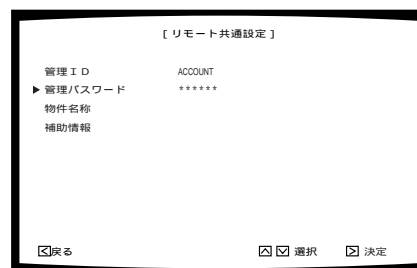 [ リモート共通設定 ]
管理ID ACCOUNT
▶ 管理パスワード ******
物件名称
補助情報
戻る 選択 決定